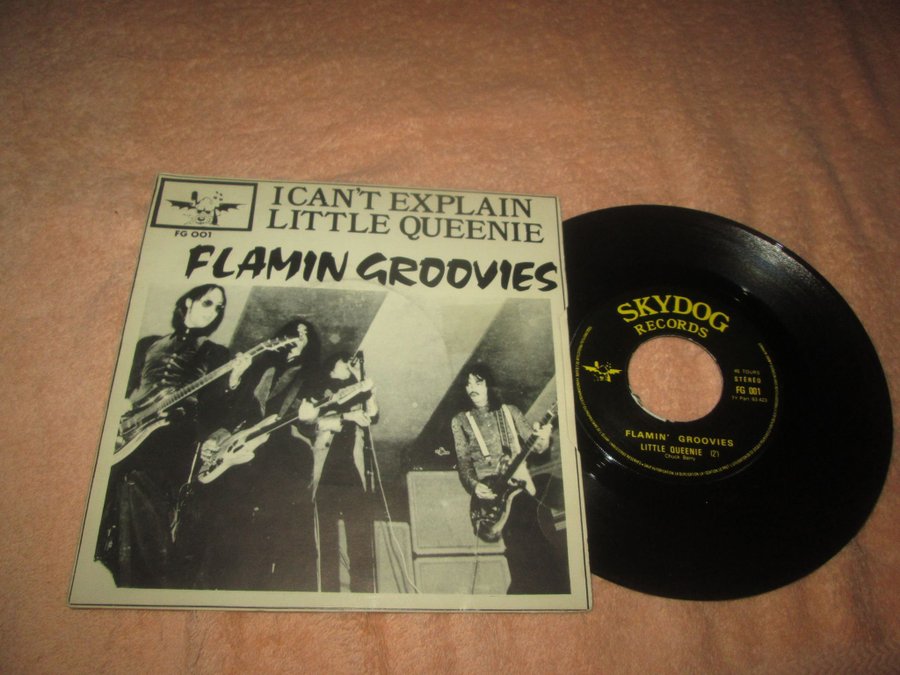 I CAN'T EXPLAIN
LITTLE QUEENIE
FG 001
FLAMIN GROOVIES
SKYDOG
RECORDS
45 TOURS
STÉRÉO
FG 001
FLAMIN' GROOVIES
LITTLE QUEENIE (2')
Chuck Berry